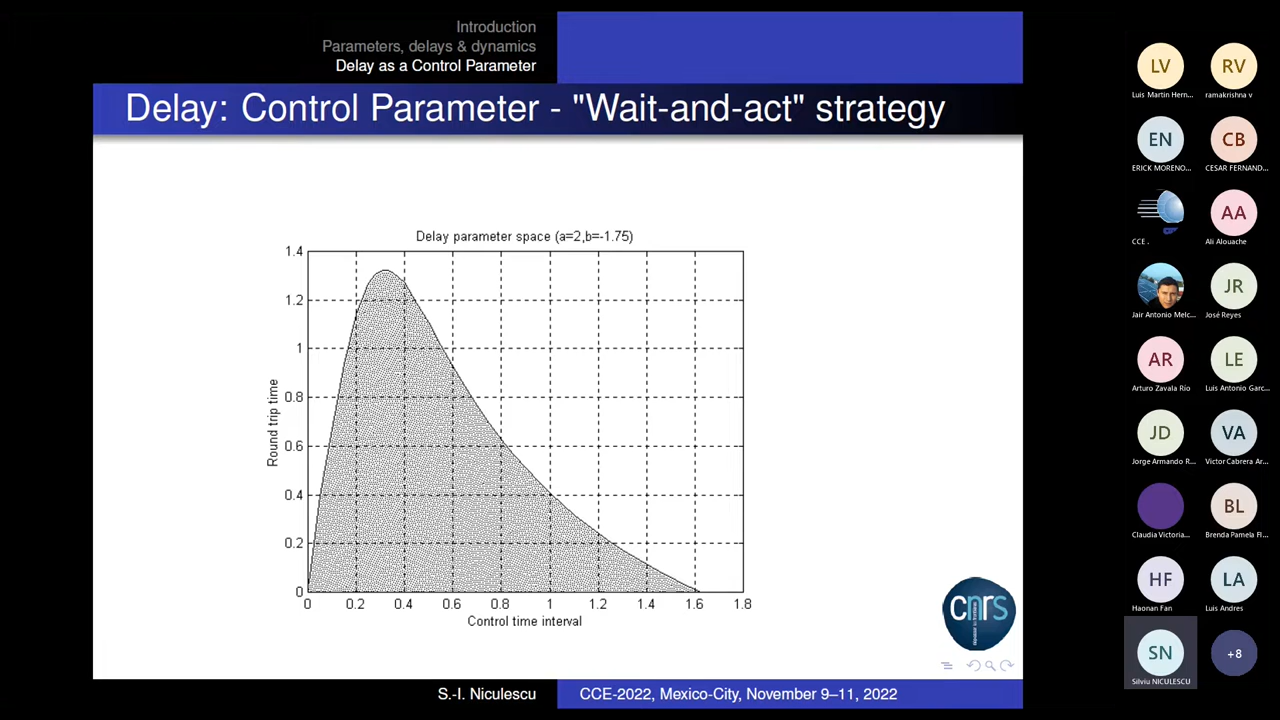 Introduction
Parameters, delays & dynamics
Delay as a Control Parameter
Delay: Control Parameter - "Wait-and-act" strategy
Delay parameter space (a=2,b=-1.75)
1.4
1.2
1
0.8
0.6
0.4
0.2
0
Round trip time
0 0.2 0.4 0.6 0.8 1 1.2 1.4 1.6 1.8
Control time interval
cnrs
S.-I. Niculescu
CCE-2022, Mexico-City, November 9–11, 2022
LV RV
Luis Martin Hern... ramakrishna v
EN CB
ERICK MORENO... CESAR FERNAND...
AA
CCE . Ali Alouache
JR
Jair Antonio Melc... José Reyes
AR LE
Arturo Zavala Río Luis Antonio Garc...
JD VA
Jorge Armando R... Victor Cabrera Ar...
BL
Claudia Victoria... Brenda Pamela Fl...
HF LA
Haonan Fan Luis Andres
SN +8
Silviu NICULESCU